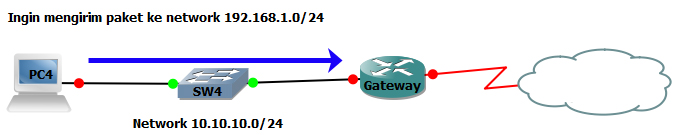 Ingin mengirim paket ke network 192.168.1.0/24
PC4
SW4
Gateway
Network 10.10.10.0/24